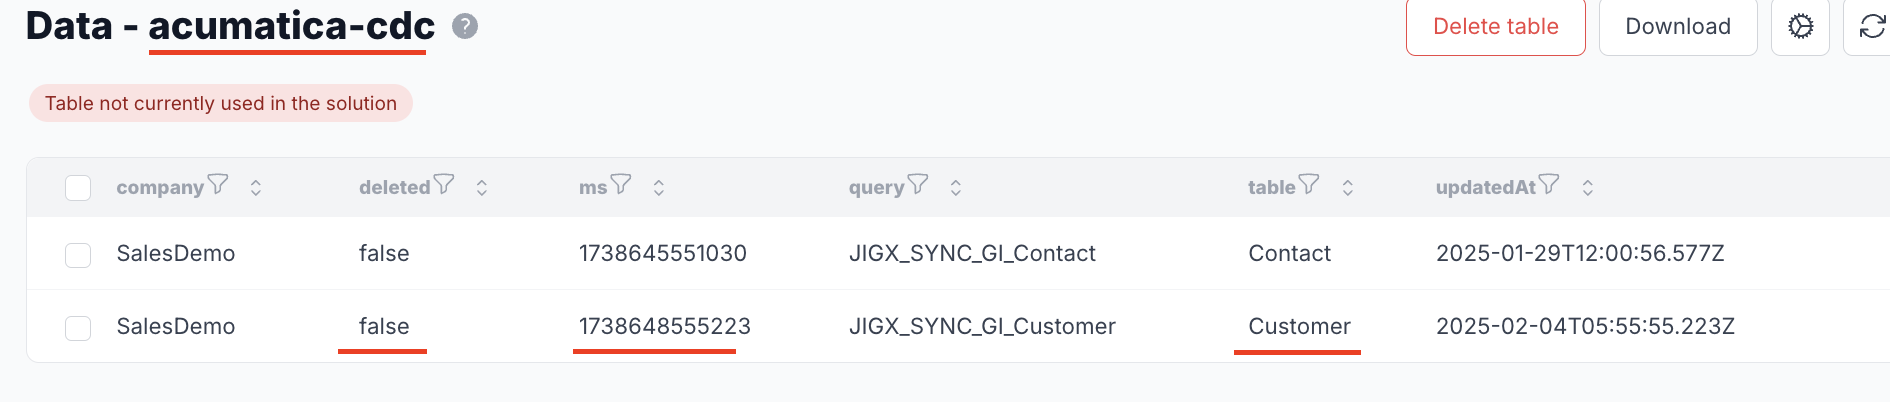 Data - acumatica-cdc ? Delete table Download
Table not currently used in the solution
company deleted ms query table updatedAt
SalesDemo false 1738645551030 JIGX_SYNC_GI_Contact Contact 2025-01-29T12:00:56.577Z
SalesDemo false 1738648555223 JIGX_SYNC_GI_Customer Customer 2025-02-04T05:55:55.223Z